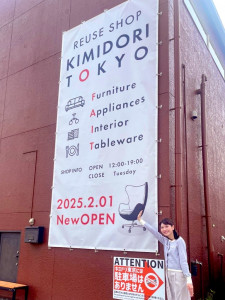 REUSE SHOP
KIMIDORI
TOKYO
Furniture
Appliances
Interior
Tableware
SHOP INFO OPEN 12:00-19:00
CLOSE Tuesday
2025.2.01
NewOPEN
ATTENTION
駐車場は
ありません